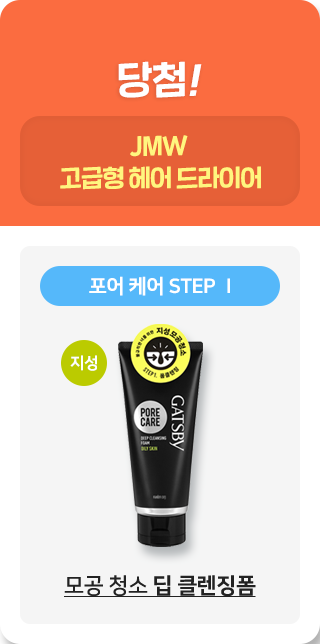 당첨!
JMW
고급형 헤어 드라이어
포어 케어 STEP Ⅰ
지성
지성모공청소
STEP1. 폼클렌징
PORE
CARE
GATSBY
DEEP CLEANSING
FOAM
OILY SKIN
모공 청소 딥 클렌징폼